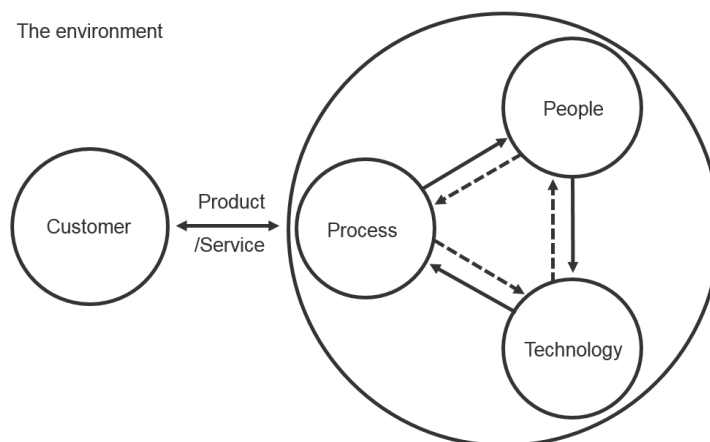 The environment
People
Product
Customer
/Service
Process
Technology